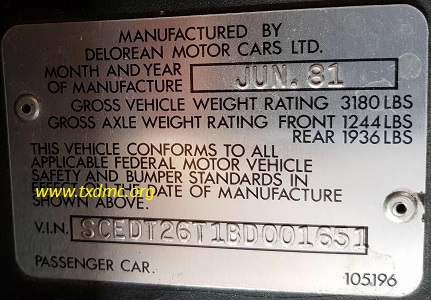 MANUFACTURED BY
DELOREAN MOTOR CARS LTD.
MONTH AND YEAR
OF MANUFACTURE JUN. 81
GROSS VEHICLE WEIGHT RATING 3180 LBS
GROSS AXLE WEIGHT RATING FRONT 1244 LBS
REAR 1936 LBS
THIS VEHICLE CONFORMS TO ALL
APPLICABLE FEDERAL MOTOR VEHICLE
SAFETY AND BUMPER STANDARDS IN
www.txdmc.org
DATE OF MANUFACTURE
SHOWN ABOVE.
V.I.N. SCEDT26T1BD001651
PASSENGER CAR. 105196